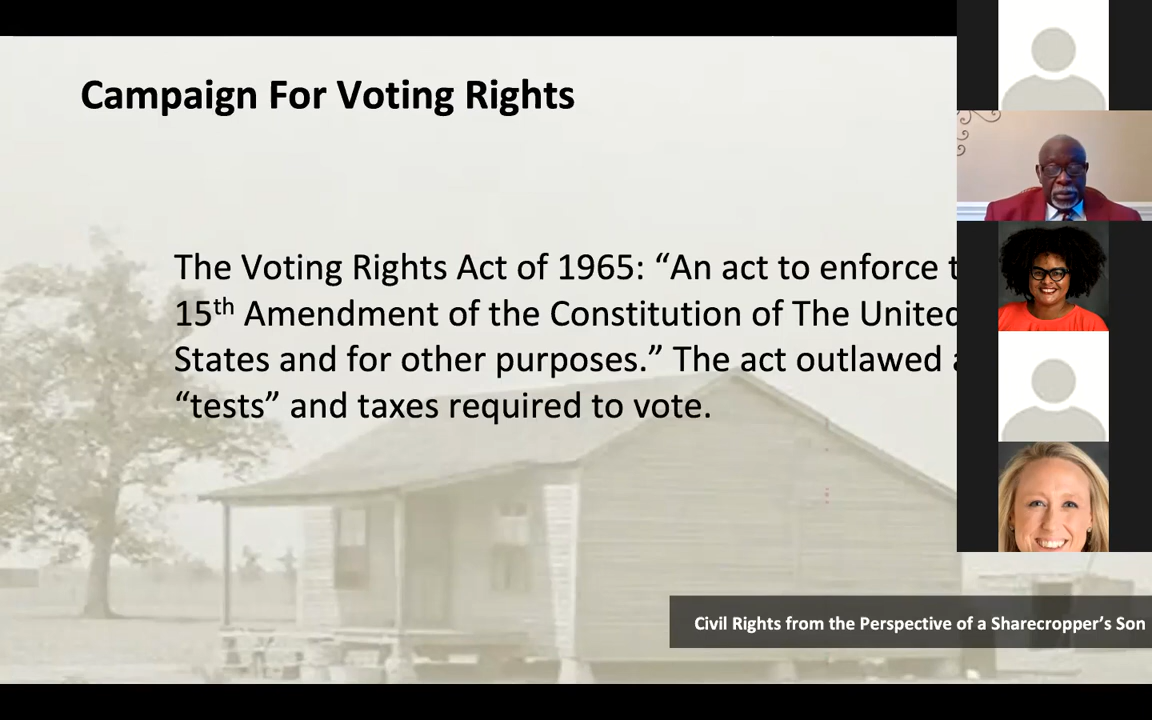 Campaign For Voting Rights
The Voting Rights Act of 1965: “An act to enforce
15th Amendment of the Constitution of The United
States and for other purposes.” The act outlawed
“tests” and taxes required to vote.
Civil Rights from the Perspective of a Sharecropper’s Son